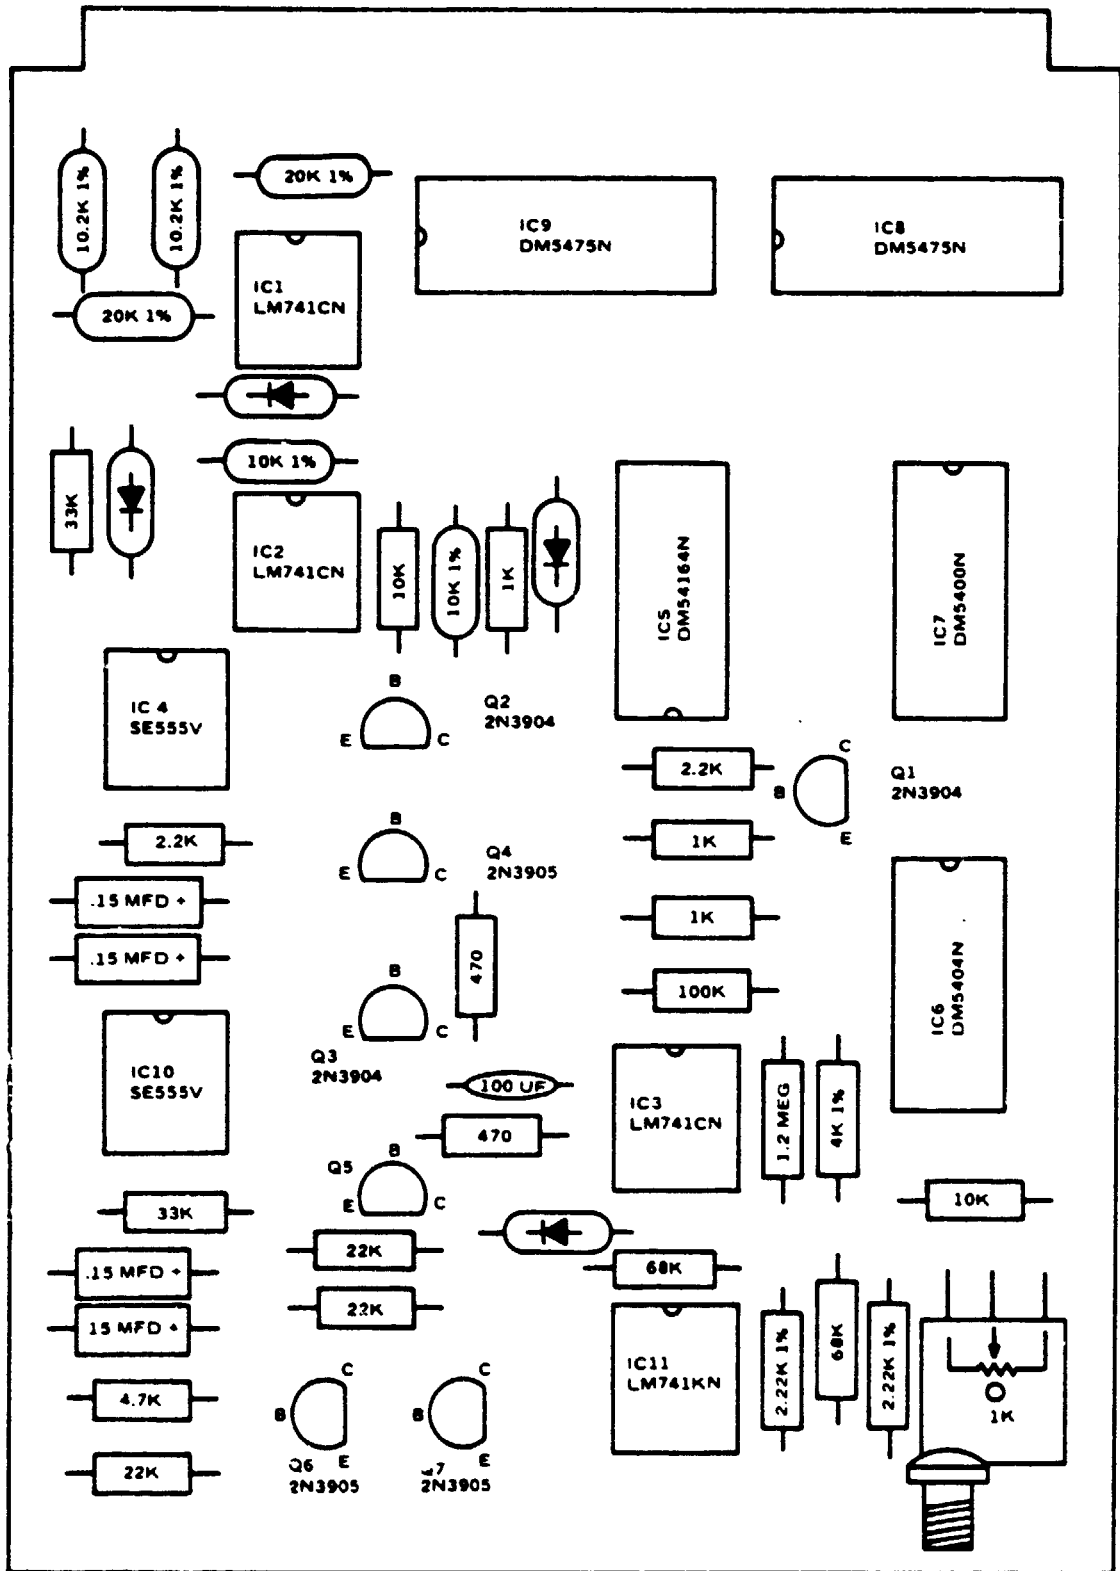 10.2K 1%
10.2K 1%
20K 1%
20K 1%
IC9
DM5475N
IC8
DM5475N
IC1
LM741CN
10K 1%
33K
IC2
LM741CN
10K
10K 1%
1K
IC5
DM54164N
IC7
DM5400N
IC 4
SE555V
B
E
C
Q2
2N3904
2.2K
C
B
E
Q1
2N3904
2.2K
B
E
C
Q4
2N3905
1K
.15 MFD +
.15 MFD +
470
1K
100K
IC6
DM5404N
IC10
SE555V
B
E
C
Q3
2N3904
100 UF
470
IC3
LM741CN
1.2 MEG
4K 1%
10K
Q5
B
E
C
33K
22K
22K
68K
.15 MFD +
15 MFD +
IC11
LM741KN
2.22K 1%
68K
2.22K 1%
1K
4.7K
22K
C
B
E
Q6
2N3905
C
B
E
2N3905